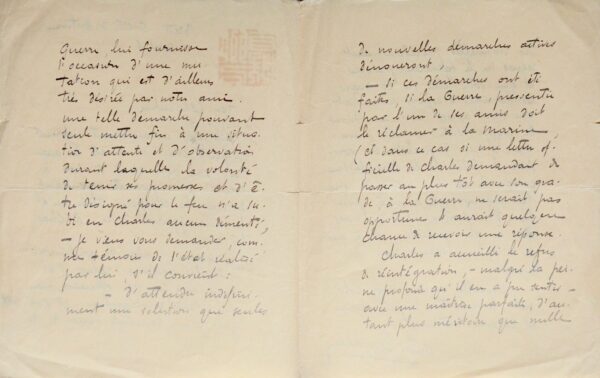 Guerre lui fournisse
l'occasion d'une mu
tation qui est d'ailleurs
très désirée par notre ami.
une telle démarche pouvant
seule mettre fin à une situa
tion d'attente et d'observation
durant laquelle la volonté
de tenir ses promesses et d'ê
tre désigné pour le feu n'a su
bi en Charles aucun démenti,
– je viens vous demander, com
me témoin de l'état réalisé
par lui, s'il convient :
– d'attendre indéfini
ment une solution que seules
de nouvelles démarches actives
dénoueront,
– si ces démarches ont été
faites, si la Guerre, pressentie
par l'un de ses amis doit
le réclamer à la Marine,
(et dans ce cas si une lettre of
ficielle de Charles demandant de
passer au plus tôt avec son gra
de, à la Guerre, ne serait pas
opportune et aurait quelque
chance de recevoir une réponse.
Charles a accueilli le refus
de réintégration, – malgré la pei
ne profonde qu'il en a pu sentir –
avec une maîtrise parfaite, d'au
tant plus méritoire que mille